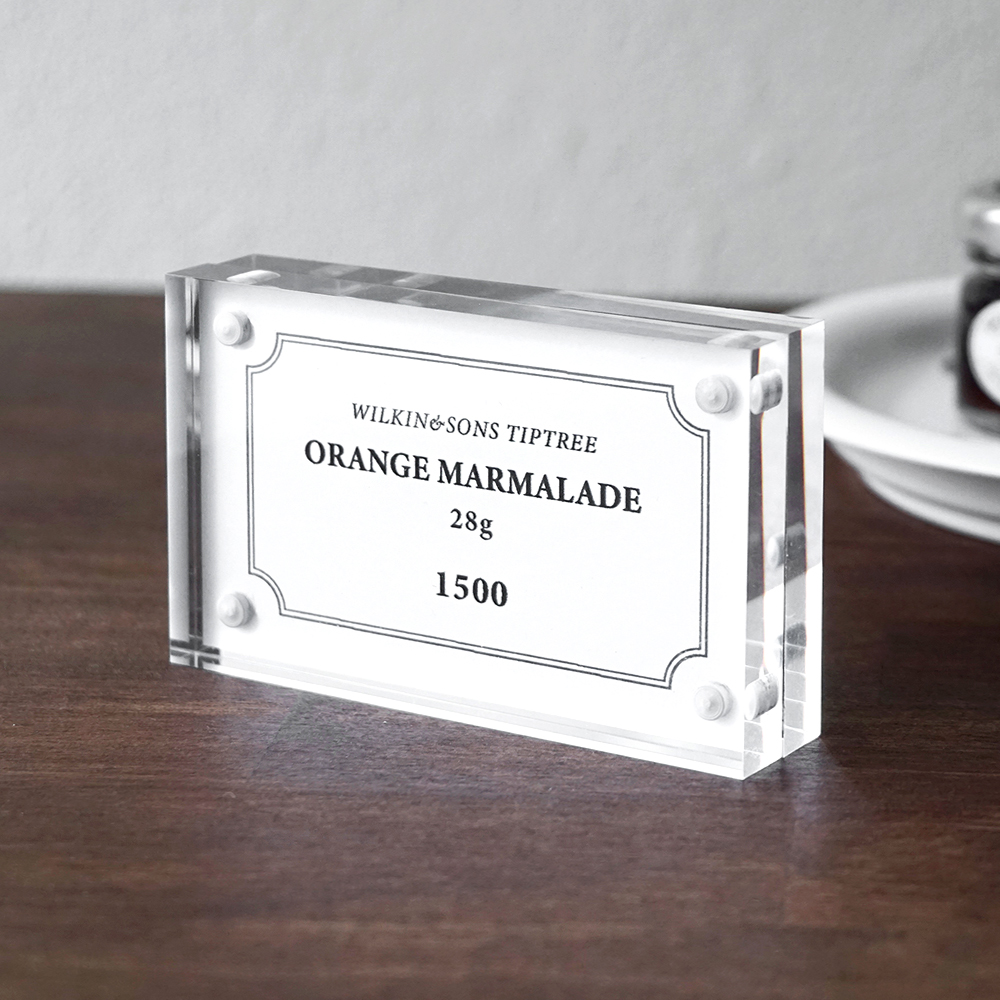 WILKIN&SONS TIPTREE
ORANGE MARMALADE
28g
1500